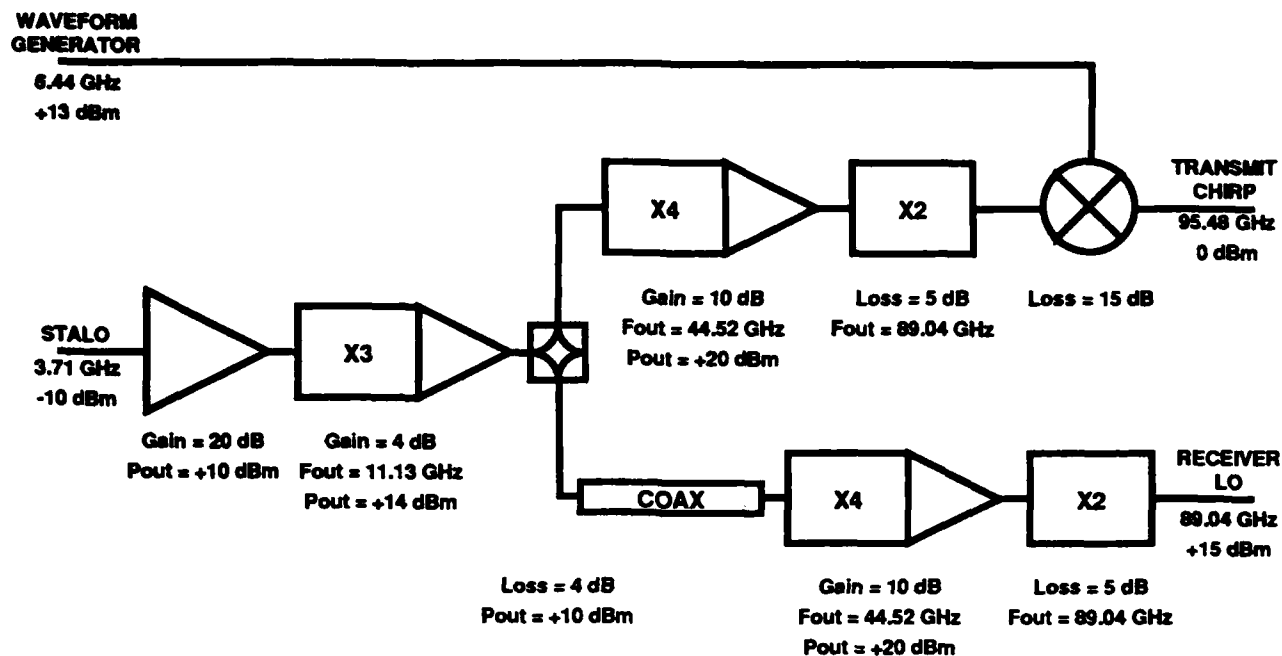 WAVEFORM
GENERATOR
6.44 GHz
+13 dBm
X4
X2
TRANSMIT
CHIRP
95.48 GHz
0 dBm
Gain = 10 dB
Fout = 44.52 GHz
Pout = +20 dBm
Loss = 5 dB
Fout = 89.04 GHz
Loss = 15 dB
STALO
3.71 GHz
-10 dBm
X3
Gain = 20 dB
Pout = +10 dBm
Gain = 4 dB
Fout = 11.13 GHz
Pout = +14 dBm
COAX
X4
X2
RECEIVER
LO
89.04 GHz
+15 dBm
Loss = 4 dB
Pout = +10 dBm
Gain = 10 dB
Fout = 44.52 GHz
Pout = +20 dBm
Loss = 5 dB
Fout = 89.04 GHz